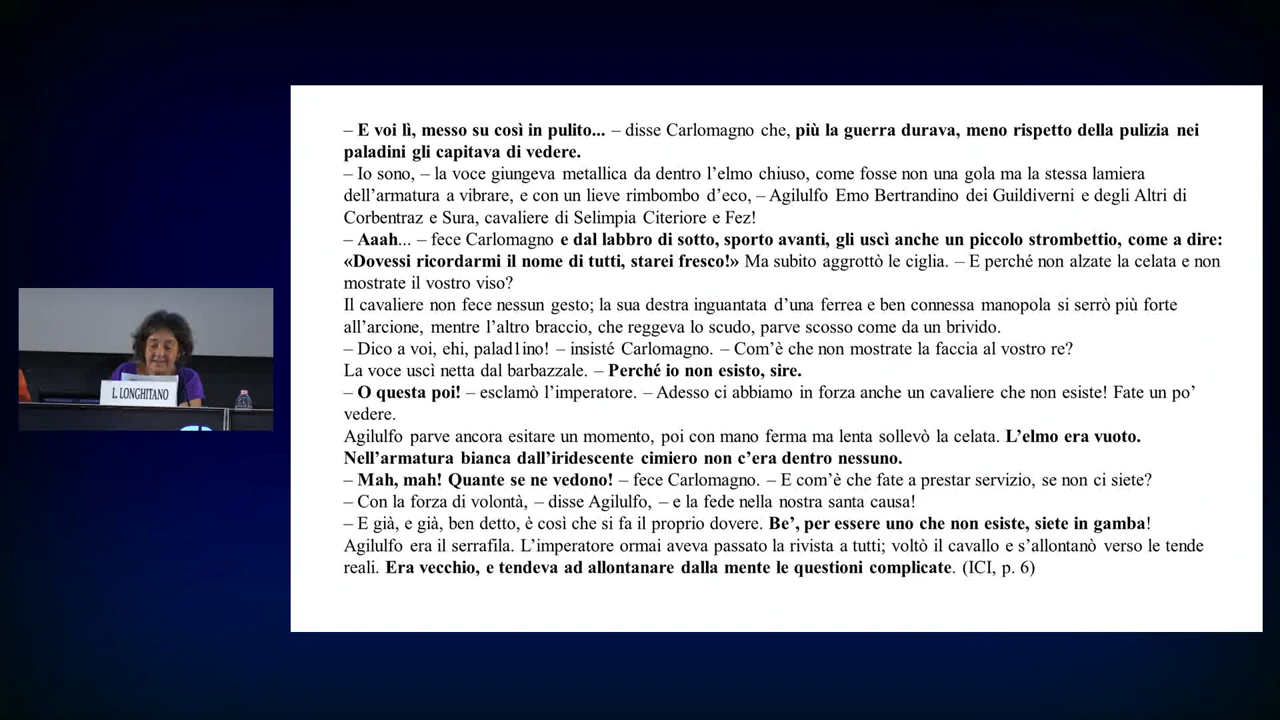 – E voi lì, messo su così in pulito... – disse Carlomagno che, più la guerra durava, meno rispetto della pulizia nei
paladini gli capitava di vedere.
– Io sono, – la voce giungeva metallica da dentro l’elmo chiuso, come fosse non una gola ma la stessa lamiera
dell’armatura a vibrare, e con un lieve rimbombo d’eco, – Agilulfo Emo Bertrandino dei Guildiverni e degli Altri di
Corbentraz e Sura, cavaliere di Selimpia Citeriore e Fez!
– Aaah... – fece Carlomagno e dal labbro di sotto, sporto avanti, gli uscì anche un piccolo strombettio, come a dire:
«Dovessi ricordarmi il nome di tutti, starei fresco!» Ma subito aggrottò le ciglia. – E perché non alzate la celata e non
mostrate il vostro viso?
Il cavaliere non fece nessun gesto; la sua destra inguantata d’una ferrea e ben connessa manopola si serrò più forte
all’arcione, mentre l’altro braccio, che reggeva lo scudo, parve scosso come da un brivido.
– Dico a voi, ehi, palad1ino! – insisté Carlomagno. – Com’è che non mostrate la faccia al vostro re?
La voce uscì netta dal barbazzale. – Perché io non esisto, sire.
– O questa poi! – esclamò l’imperatore. – Adesso ci abbiamo in forza anche un cavaliere che non esiste! Fate un po’
vedere.
Agilulfo parve ancora esitare un momento, poi con mano ferma ma lenta sollevò la celata. L’elmo era vuoto.
Nell’armatura bianca dall’iridescente cimiero non c’era dentro nessuno.
– Mah, mah! Quante se ne vedono! – fece Carlomagno. – E com’è che fate a prestar servizio, se non ci siete?
– Con la forza di volontà, – disse Agilulfo, – e la fede nella nostra santa causa!
– E già, e già, ben detto, è così che si fa il proprio dovere. Be’, per essere uno che non esiste, siete in gamba!
Agilulfo era il serrafila. L’imperatore ormai aveva passato la rivista a tutti; voltò il cavallo e s’allontanò verso le tende
reali. Era vecchio, e tendeva ad allontanare dalla mente le questioni complicate. (ICI, p. 6)
L. LONGHITANO